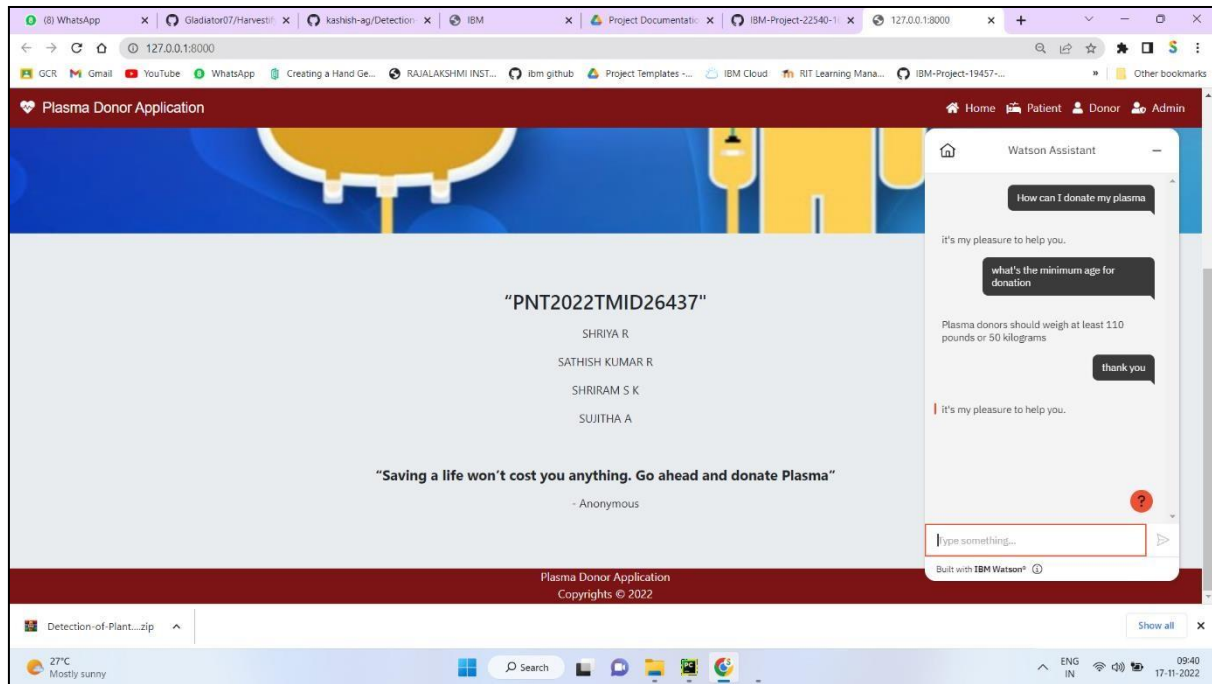 (8) WhatsApp
Gladiator07/Harvestif
kashish-ag/Detection-
IBM
Project Documentatio
IBM-Project-22540-1
127.0.0.1:8000
127.0.0.1:8000
GCR
Gmail
YouTube
WhatsApp
Creating a Hand Ge...
RAJALAKSHMI INST...
ibm github
Project Templates -...
IBM Cloud
RIT Learning Mana...
IBM-Project-19457-...
»
Other bookmarks
Plasma Donor Application
Home
Patient
Donor
Admin
Watson Assistant
How can I donate my plasma
it's my pleasure to help you.
what's the minimum age for
donation
Plasma donors should weigh at least 110
pounds or 50 kilograms
thank you
it's my pleasure to help you.
?
Type something...
Built with IBM Watson®
“PNT2022TMID26437"
SHRIYA R
SATHISH KUMAR R
SHRIRAM S K
SUJITHA A
“Saving a life won’t cost you anything. Go ahead and donate Plasma”
- Anonymous
Plasma Donor Application
Copyrights © 2022
Detection-of-Plant....zip
Show all
27°C
Mostly sunny
Search
ENG
IN
09:40
17-11-2022